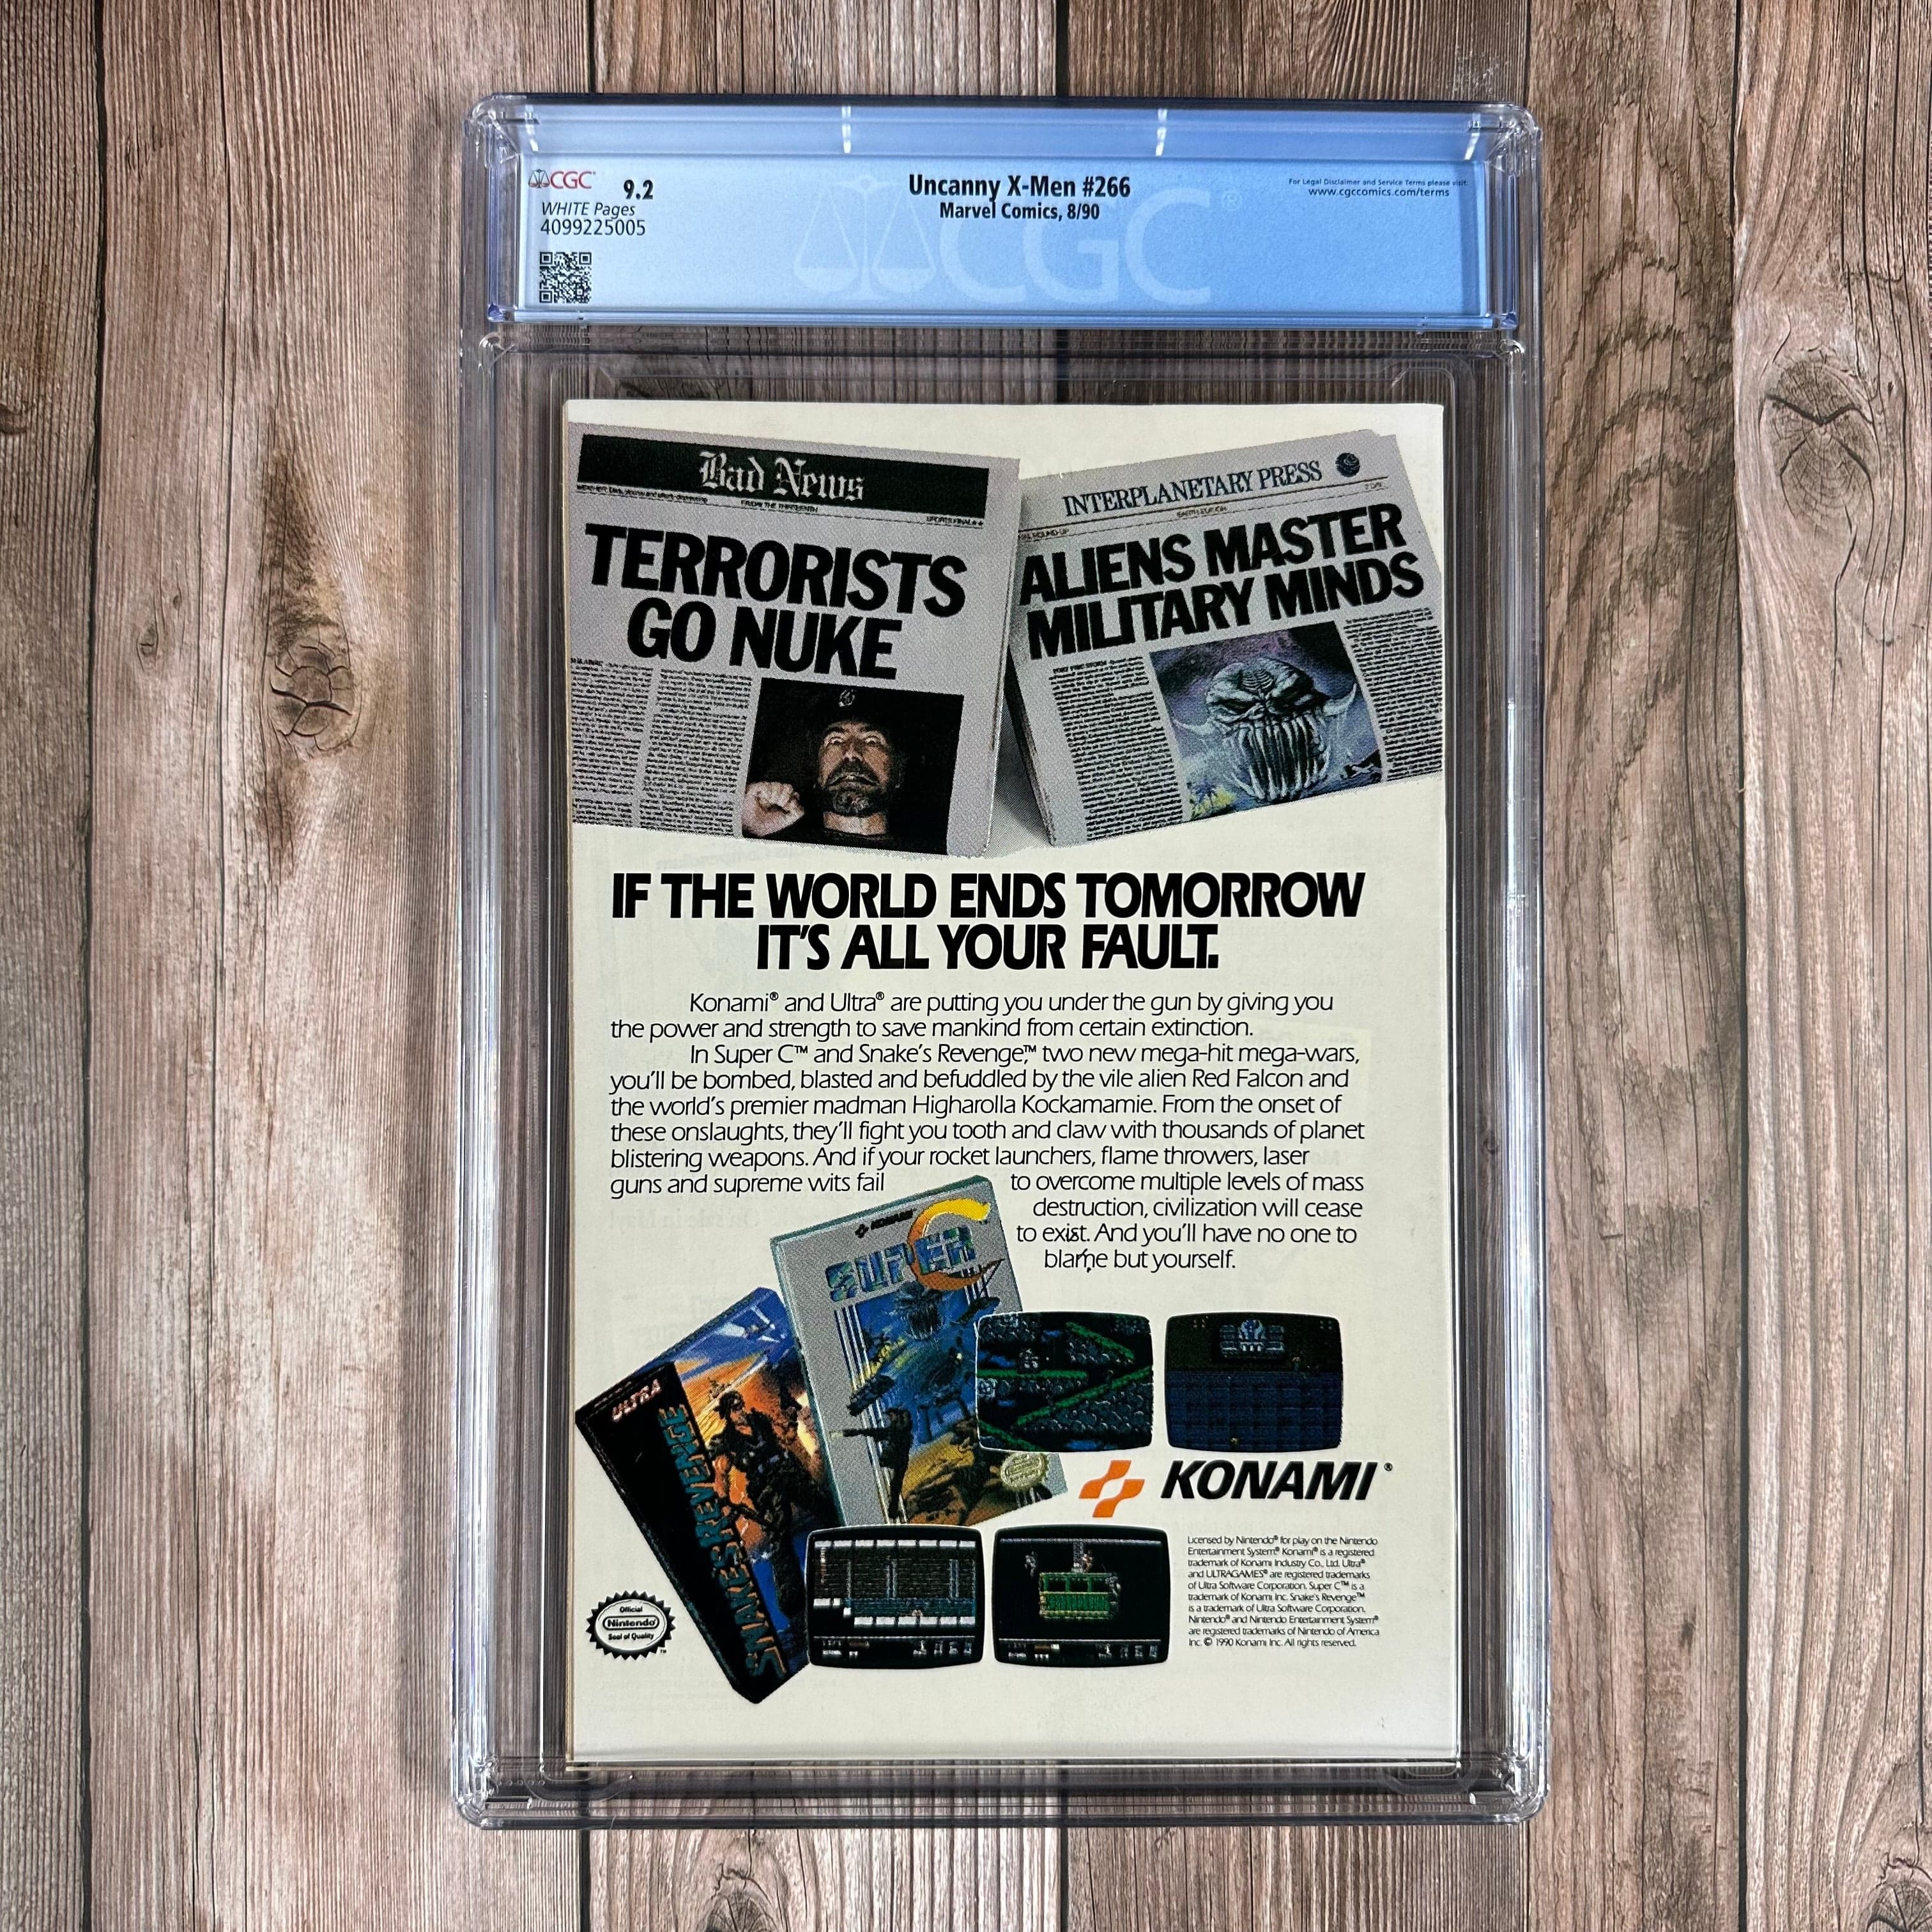 CGC
9.2
WHITE Pages
4099225005
Uncanny X-Men #266
Marvel Comics, 8/90
For Legal Disclaimer and Service Terms please visit:
www.cgccomics.com/terms
CGC®
Bad News
FRIDAY THE THIRTEENTH
SPORTS FINAL★★
TERRORISTS
GO NUKE
INTERPLANETARY PRESS
EARTH EDITION
ALIENS MASTER
MILITARY MINDS
IF THE WORLD ENDS TOMORROW
IT'S ALL YOUR FAULT.
Konami® and Ultra® are putting you under the gun by giving you
the power and strength to save mankind from certain extinction.
In Super C™ and Snake's Revenge,™ two new mega-hit mega-wars,
you'll be bombed, blasted and befuddled by the vile alien Red Falcon and
the world's premier madman Higharolla Kockamamie. From the onset of
these onslaughts, they'll fight you tooth and claw with thousands of planet
blistering weapons. And if your rocket launchers, flame throwers, laser
guns and supreme wits fail to overcome multiple levels of mass
destruction, civilization will cease
to exist. And you'll have no one to
blame but yourself.
KONAMI
SUPER C
ULTRA
SNAKE'S REVENGE
KONAMI®
Licensed by Nintendo® for play on the Nintendo
Entertainment System® Konami® is a registered
trademark of Konami Industry Co., Ltd. Ultra®
and ULTRAGAMES® are registered trademarks
of Ultra Software Corporation. Super C™ is a
trademark of Konami Inc. Snake's Revenge™
is a trademark of Ultra Software Corporation.
Nintendo® and Nintendo Entertainment System®
are registered trademarks of Nintendo of America
Inc. © 1990 Konami Inc. All rights reserved.
Official
Nintendo
Seal of Quality
™